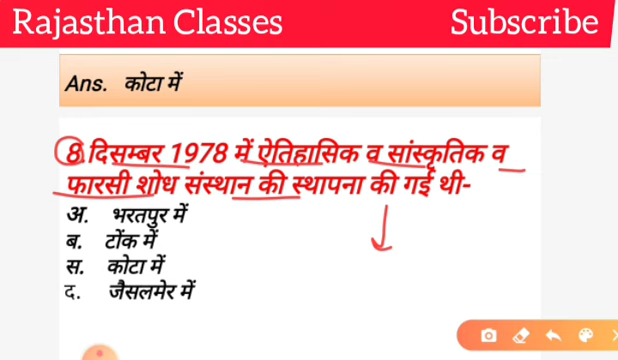 Rajasthan Classes Subscribe
Ans. कोटा में
8 दिसम्बर 1978 में ऐतिहासिक व सांस्कृतिक व
फारसी शोध संस्थान की स्थापना की गई थी-
अ. भरतपुर में
ब. टोंक में
स. कोटा में
द. जैसलमेर में